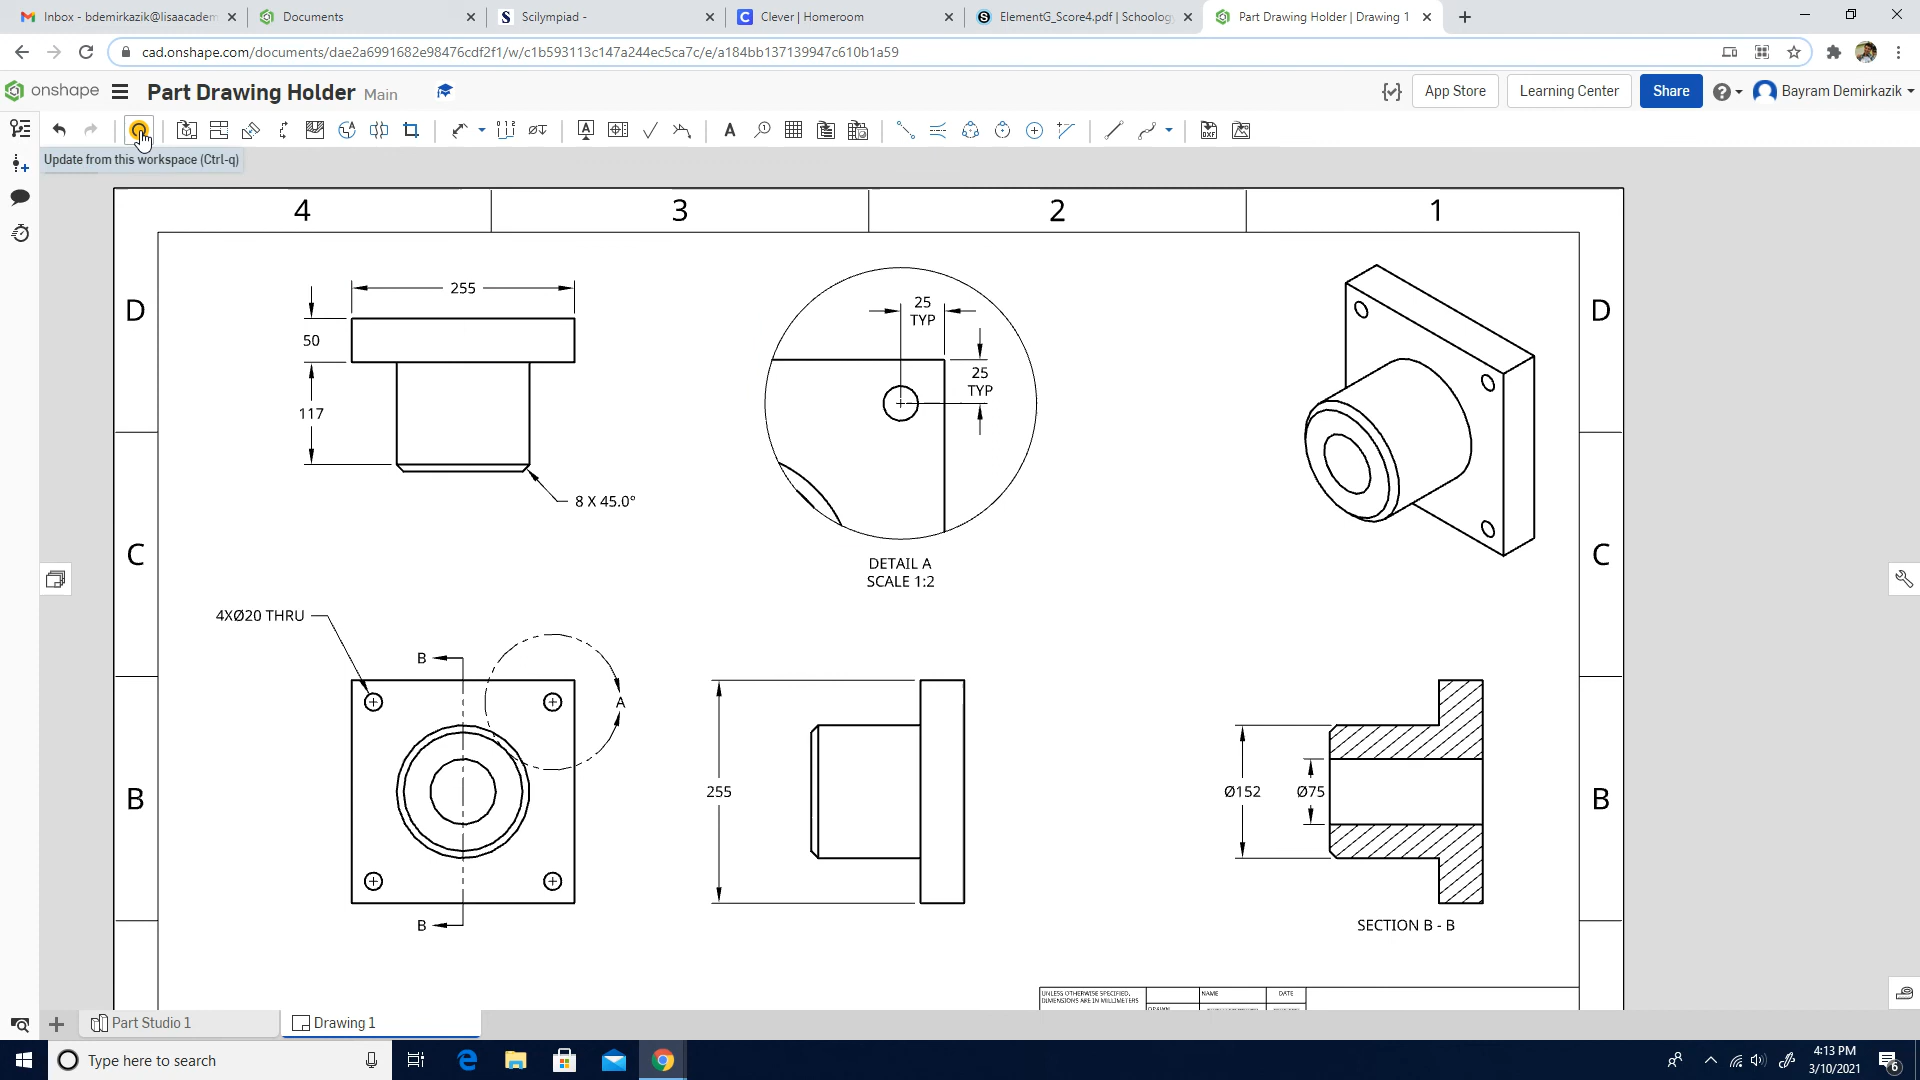 Inbox - bdemirkazik@lisaacadem
Documents
Scilympiad -
Clever | Homeroom
ElementG_Score4.pdf | Schoology
Part Drawing Holder | Drawing 1
cad.onshape.com/documents/dae2a6991682e98476cdf2f1/w/c1b593113c147a244ec5ca7c/e/a184bb137139947c610b1a59
onshape
Part Drawing Holder Main
App Store
Learning Center
Share
Bayram Demirkazik
Update from this workspace (Ctrl-q)
4 3 2 1
D
255
50
117
8 X 45.0°
25
TYP
25
TYP
DETAIL A
SCALE 1:2
D
C
C
4XØ20 THRU
B
A
B
B
255
Ø152
Ø75
SECTION B - B
B
UNLESS OTHERWISE SPECIFIED,
DIMENSIONS ARE IN MILLIMETERS
NAME
DATE
DRAWN
Part Studio 1
Drawing 1
Type here to search
4:13 PM
3/10/2021
6